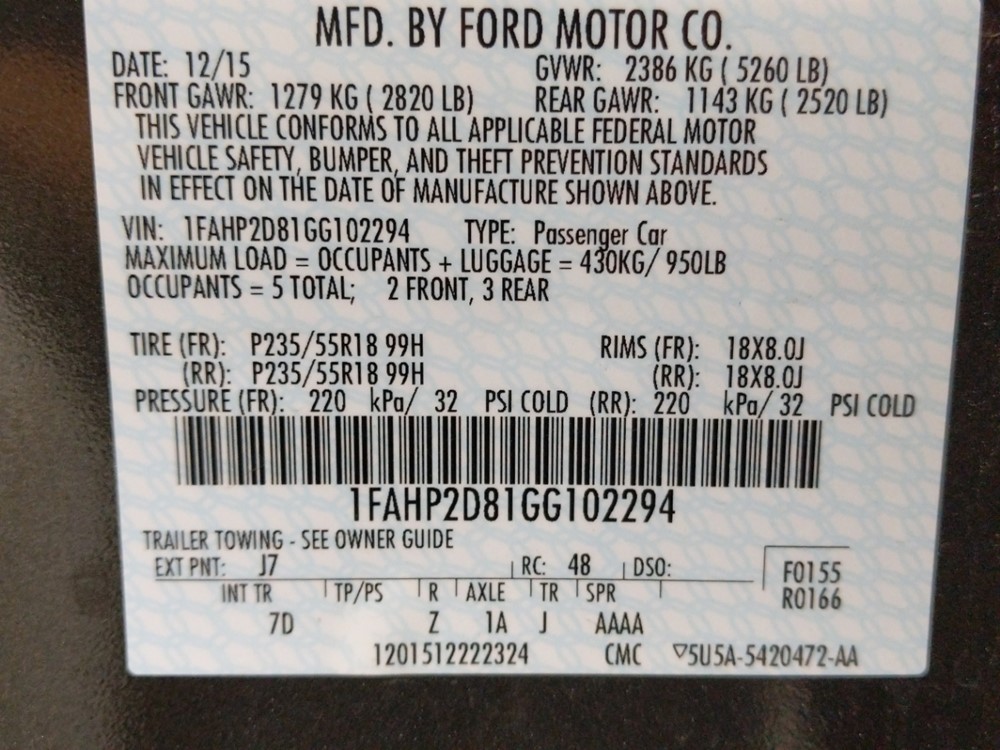 MFD. BY FORD MOTOR CO.
DATE: 12/15 GVWR: 2386 KG ( 5260 LB)
FRONT GAWR: 1279 KG ( 2820 LB) REAR GAWR: 1143 KG ( 2520 LB)
THIS VEHICLE CONFORMS TO ALL APPLICABLE FEDERAL MOTOR
VEHICLE SAFETY, BUMPER, AND THEFT PREVENTION STANDARDS
IN EFFECT ON THE DATE OF MANUFACTURE SHOWN ABOVE.
VIN: 1FAHP2D81GG102294 TYPE: Passenger Car
MAXIMUM LOAD = OCCUPANTS + LUGGAGE = 430KG/ 950LB
OCCUPANTS = 5 TOTAL; 2 FRONT, 3 REAR
TIRE (FR): P235/55R18 99H RIMS (FR): 18X8.0J
(RR): P235/55R18 99H (RR): 18X8.0J
PRESSURE (FR): 220 kPa/ 32 PSI COLD (RR): 220 kPa/ 32 PSI COLD
1FAHP2D81GG102294
TRAILER TOWING - SEE OWNER GUIDE
EXT PNT: J7 RC: 48 DSO: F0155
INT TR TP/PS R AXLE TR SPR R0166
7D Z 1A J AAAA
1201512222324 CMC ▽5U5A-5420472-AA